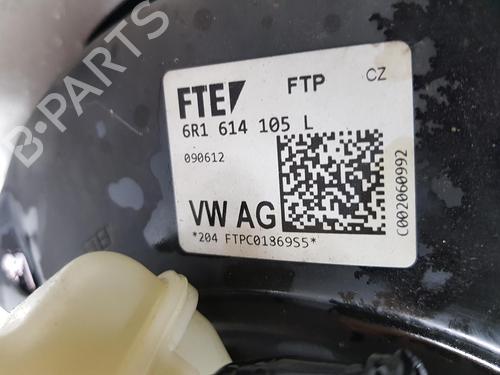 B-PARTS
FTE FTP CZ
6R1 614 105 L
090612
VW AG
*204 FTPC01869S5*
C002060992